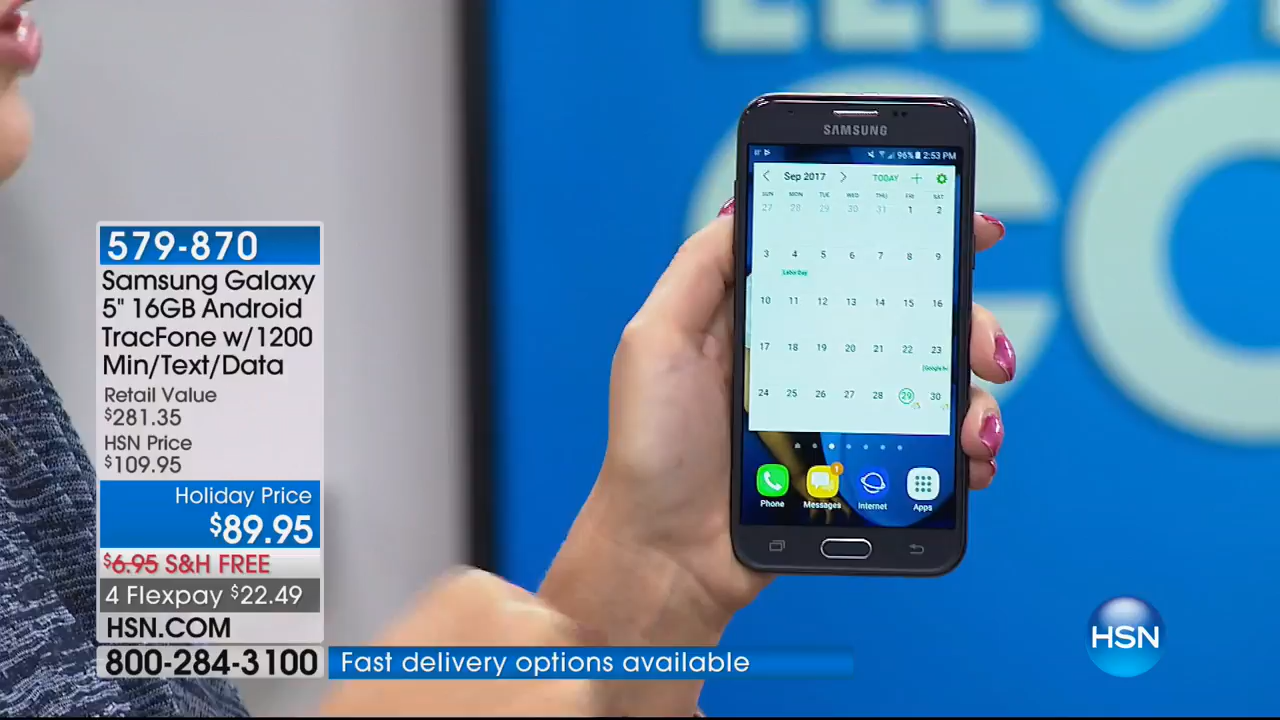 579-870
Samsung Galaxy
5" 16GB Android
TracFone w/1200
Min/Text/Data
Retail Value
$281.35
HSN Price
$109.95
Holiday Price
$89.95
$6.95 S&H FREE
4 Flexpay $22.49
HSN.COM
800-284-3100
Fast delivery options available
HSN
SAMSUNG
96% 2:53 PM
Sep 2017 TODAY
SUN MON TUE WED THU FRI SAT
27 28 29 30 31 1 2
3 4 5 6 7 8 9
Labor Day
10 11 12 13 14 15 16
17 18 19 20 21 22 23
24 25 26 27 28 29 30
1
Phone Messages Internet Apps